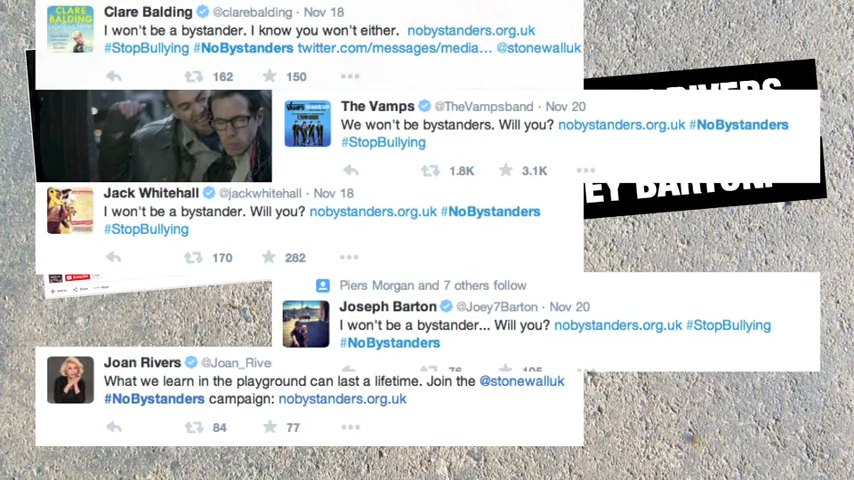 Clare Balding @clarebalding · Nov 18
I won't be a bystander. I know you won't either. nobystanders.org.uk
#StopBullying #NoBystanders twitter.com/messages/media... @stonewalluk
162 150
The Vamps @TheVampsband · Nov 20
We won't be bystanders. Will you? nobystanders.org.uk #NoBystanders
#StopBullying
1.8K 3.1K
Jack Whitehall @jackwhitehall · Nov 18
I won't be a bystander. Will you? nobystanders.org.uk #NoBystanders
#StopBullying
170 282
Piers Morgan and 7 others follow
Joseph Barton @Joey7Barton · Nov 20
I won't be a bystander... Will you? nobystanders.org.uk #StopBullying
#NoBystanders
76 105
Joan Rivers @Joan_Rive
What we learn in the playground can last a lifetime. Join the @stonewalluk
#NoBystanders campaign: nobystanders.org.uk
84 77